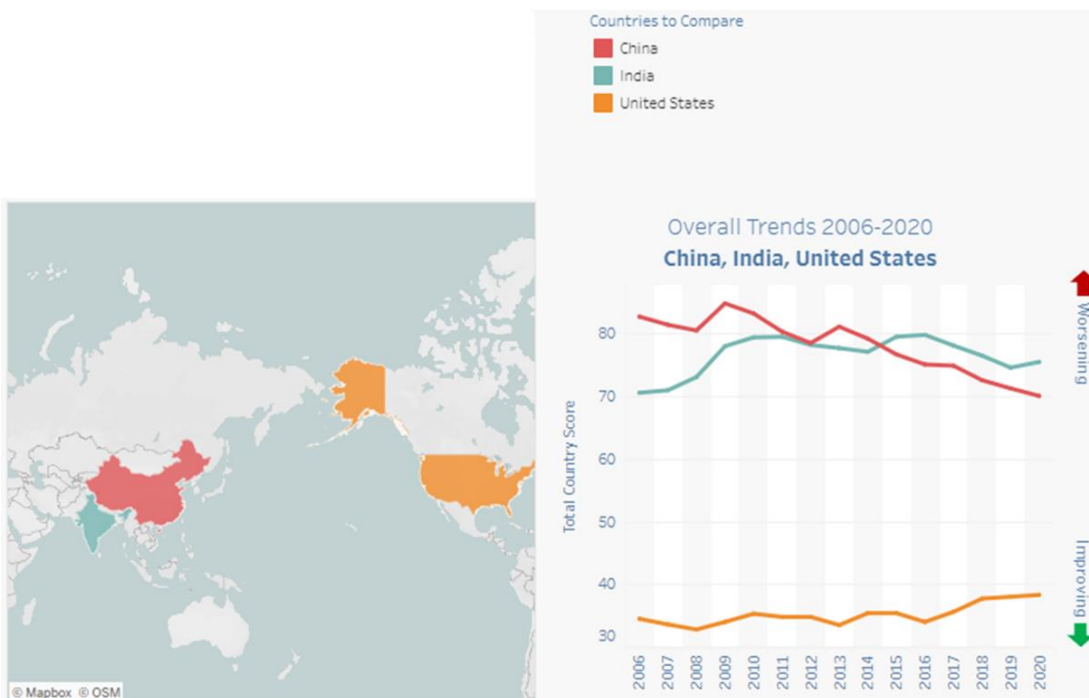 Countries to Compare
China
India
United States
Overall Trends 2006-2020
China, India, United States
Total Country Score
80
70
60
50
40
30
2006
2007
2008
2009
2010
2011
2012
2013
2014
2015
2016
2017
2018
2019
2020
Worsening
Improving
© Mapbox © OSM